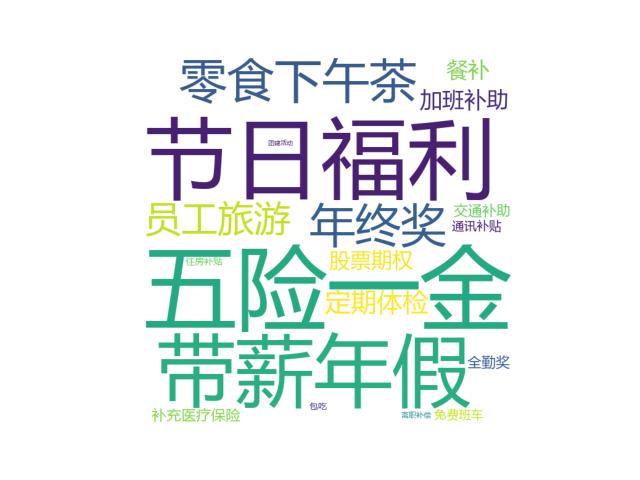 零食下午茶
餐补
加班补助
节日福利
团建活动
员工旅游
年终奖
交通补助
通讯补贴
五险一金
住房补贴
股票期权
定期体检
带薪年假
全勤奖
包吃
补充医疗保险
离职补偿
免费班车